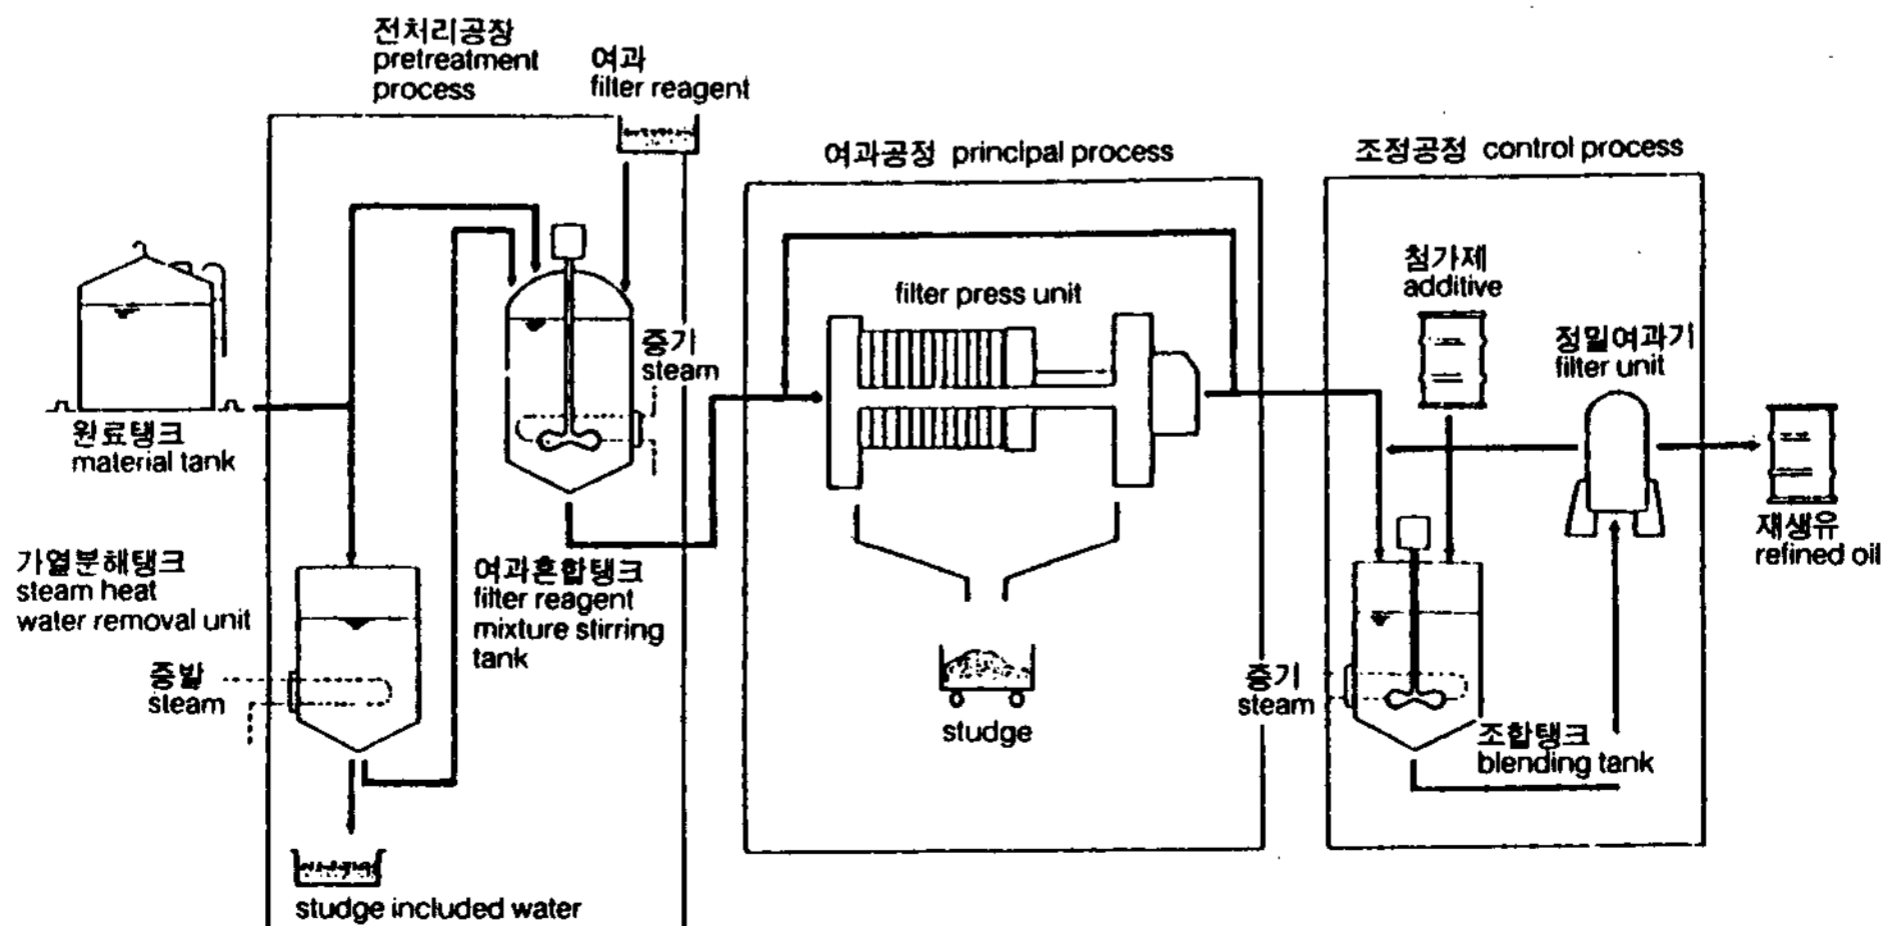 전처리공장
pretreatment
process
여과
filter reagent
여과공정 principal process
조정공정 control process
첨가제
additive
filter press unit
정밀여과기
filter unit
증기
steam
원료탱크
material tank
재생유
refined oil
가열분해탱크
steam heat
water removal unit
여과혼합탱크
filter reagent
mixture stirring
tank
증발
steam
증기
steam
studge
조합탱크
blending tank
studge included water